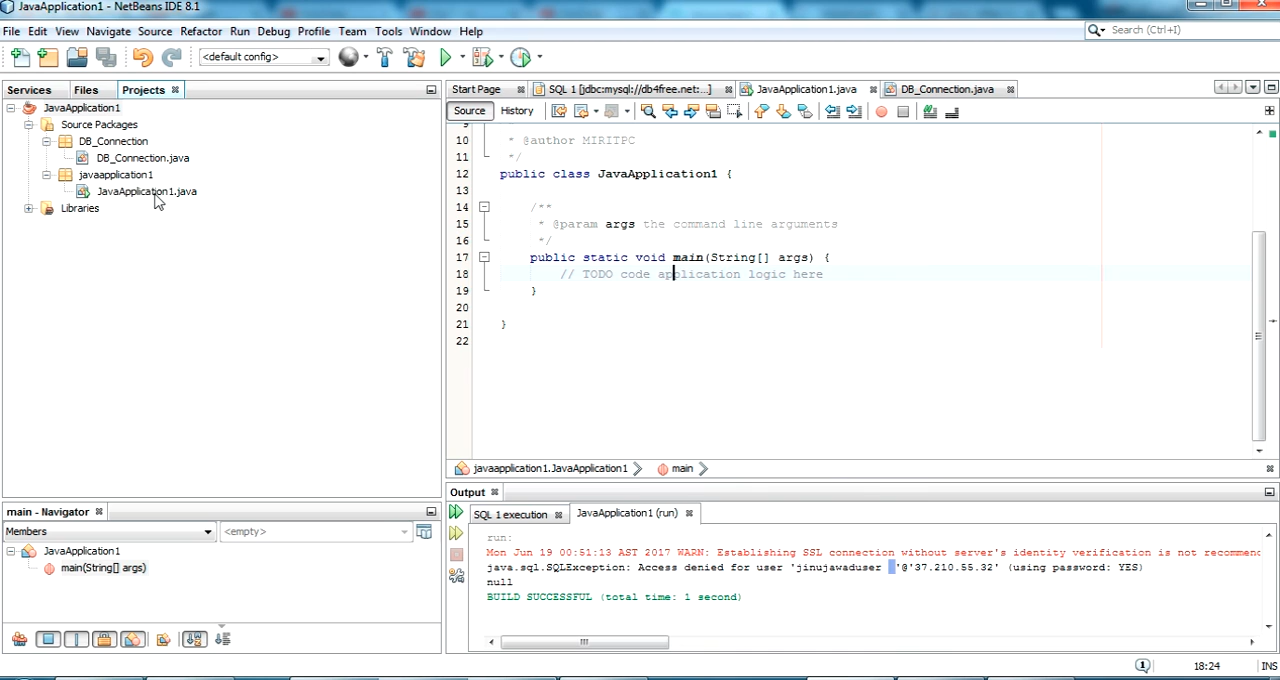 JavaApplication1 - NetBeans IDE 8.1
File Edit View Navigate Source Refactor Run Debug Profile Team Tools Window Help
Search (Ctrl+I)
<default config>
Services Files Projects
JavaApplication1
Source Packages
DB_Connection
DB_Connection.java
javaapplication1
JavaApplication1.java
Libraries
Start Page SQL 1 [jdbc:mysql://db4free.net:...] JavaApplication1.java DB_Connection.java
Source History
9
10 * @author MIRITPC
11 */
12 public class JavaApplication1 {
13
14 /**
15 * @param args the command line arguments
16 */
17 public static void main(String[] args) {
18 // TODO code application logic here
19 }
20
21 }
22
javaapplication1.JavaApplication1 main
main - Navigator
Members <empty>
JavaApplication1
main(String[] args)
Output
SQL 1 execution JavaApplication1 (run)
run:
Mon Jun 19 00:51:13 AST 2017 WARN: Establishing SSL connection without server's identity verification is not recommenc
java.sql.SQLException: Access denied for user 'jinujawaduser '@'37.210.55.32' (using password: YES)
null
BUILD SUCCESSFUL (total time: 1 second)
1 18:24 INS